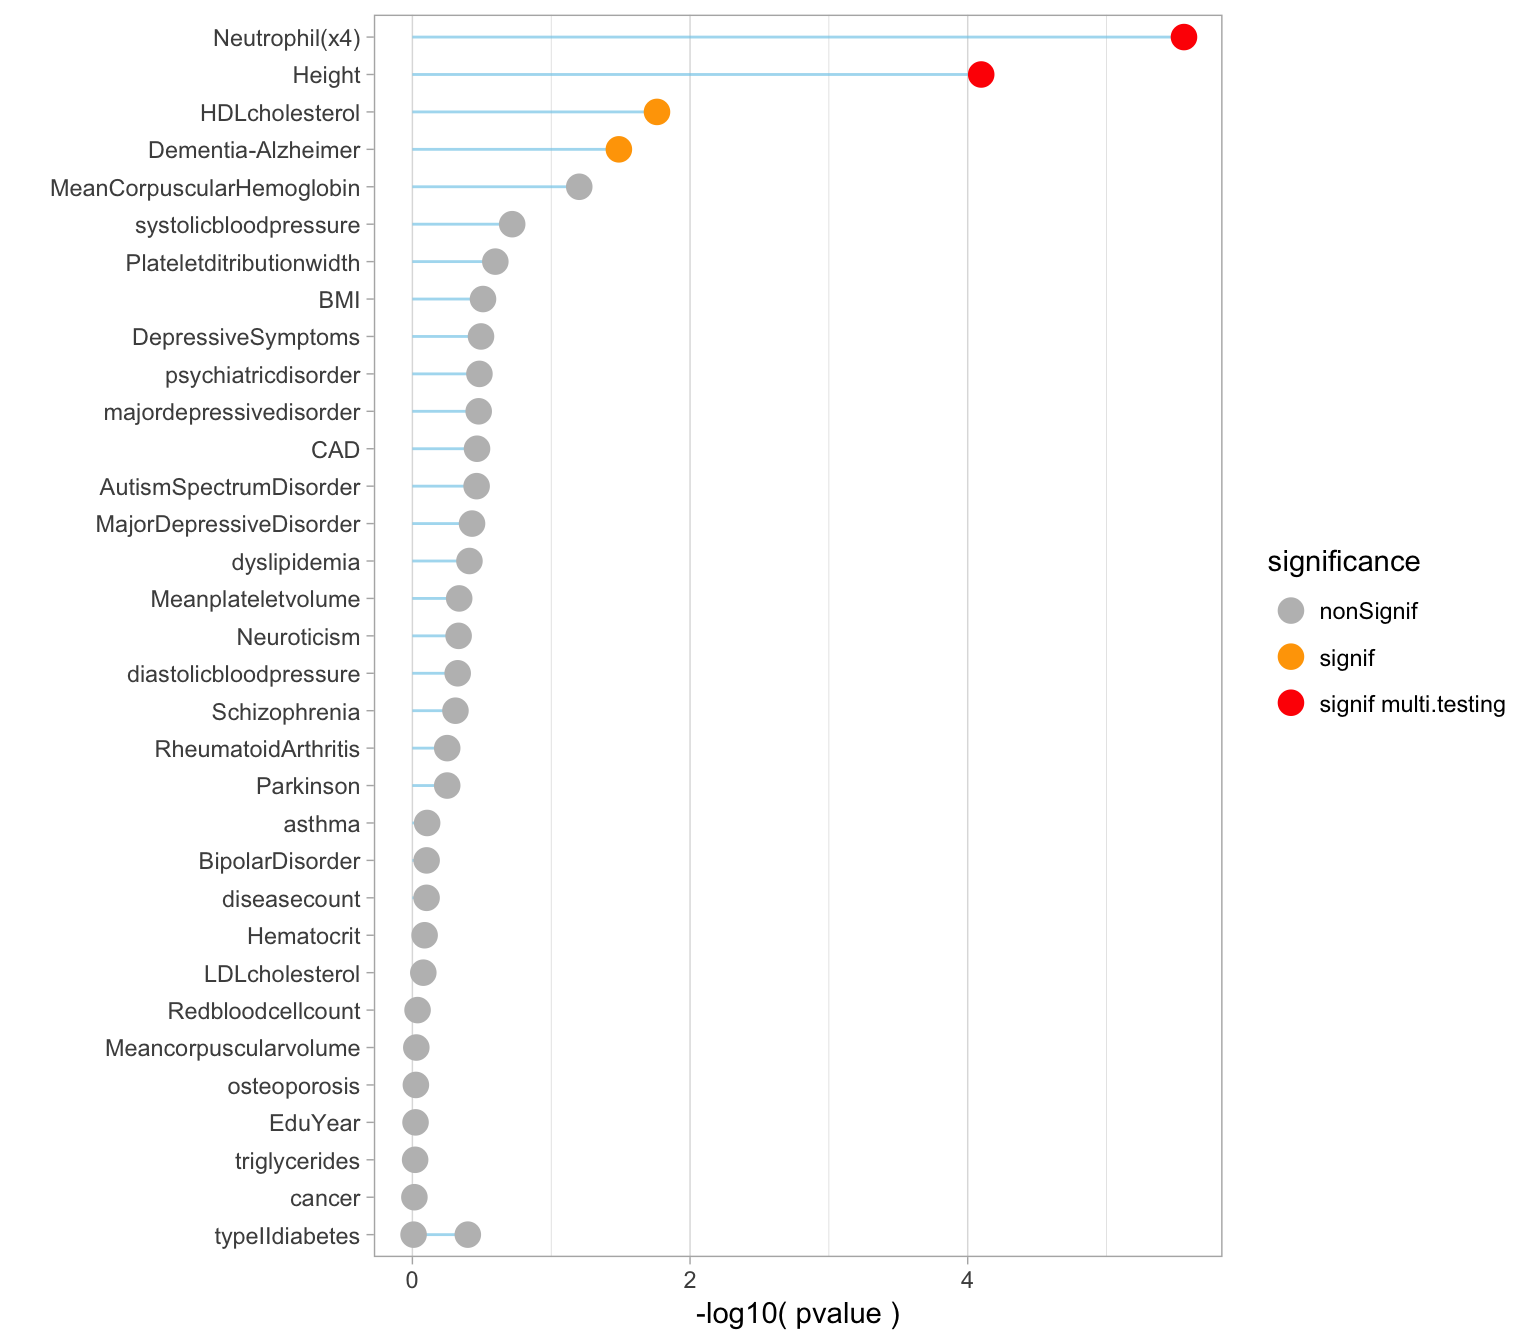 Neutrophil(x4)
Height
HDLcholesterol
Dementia-Alzheimer
MeanCorpuscularHemoglobin
systolicbloodpressure
Plateletditributionwidth
BMI
DepressiveSymptoms
psychiatricdisorder
majordepressivedisorder
CAD
AutismSpectrumDisorder
MajorDepressiveDisorder
dyslipidemia
Meanplateletvolume
Neuroticism
diastolicbloodpressure
Schizophrenia
RheumatoidArthritis
Parkinson
asthma
BipolarDisorder
diseasecount
Hematocrit
LDLcholesterol
Redbloodcellcount
Meancorpuscularvolume
osteoporosis
EduYear
triglycerides
cancer
typeIIdiabetes
0 2 4
-log10( pvalue )
significance
nonSignif
signif
signif multi.testing